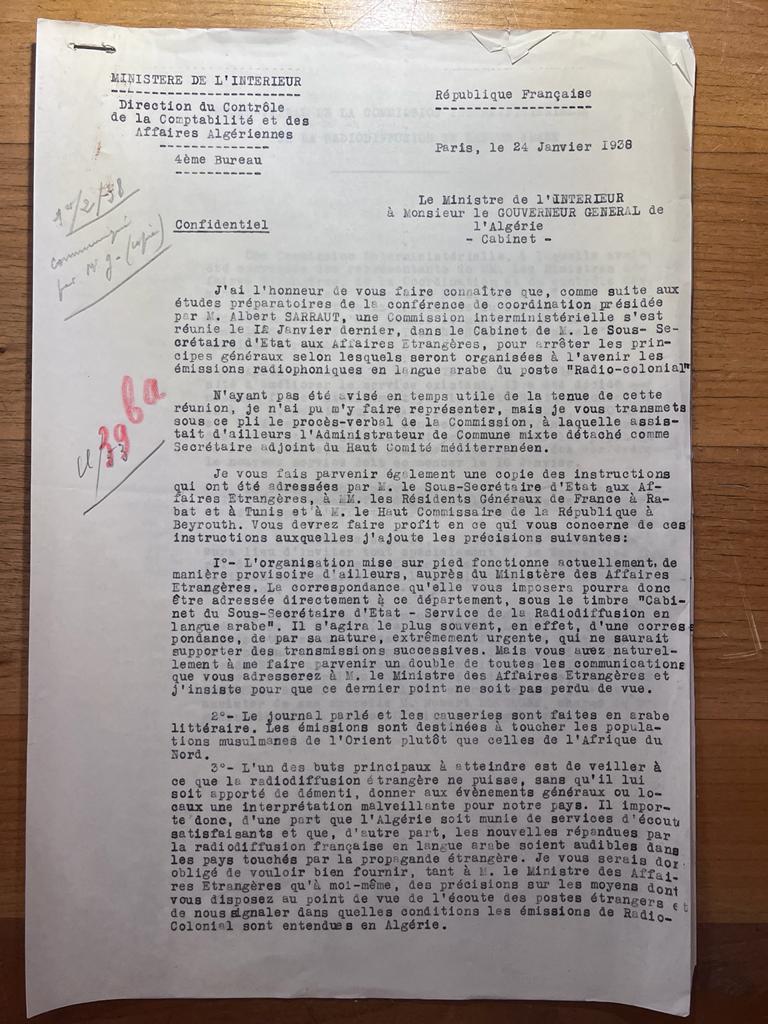 MINISTERE DE L'INTERIEUR
Direction du Contrôle
de la Comptabilité et des
Affaires Algériennes
4ème Bureau
République Française
Paris, le 24 Janvier 1938
1er/2/38
communiqué
par Mr g- (copie)
Confidentiel
Le Ministre de l'INTERIEUR
à Monsieur le GOUVERNEUR GENERAL de
l'Algérie
- Cabinet -
J'ai l'honneur de vous faire connaître que, comme suite aux
études préparatoires de la conférence de coordination présidée
par M. Albert SARRAUT, une Commission interministérielle s'est
réunie le 12 Janvier dernier, dans le Cabinet de M. le Sous- Se-
crétaire d'Etat aux Affaires Etrangères, pour arrêter les prin-
cipes généraux selon lesquels seront organisées à l'avenir les
émissions radiophoniques en langue arabe du poste "Radio-colonial"
N'ayant pas été avisé en temps utile de la tenue de cette
réunion, je n'ai pu m'y faire représenter, mais je vous transmets
sous ce pli le procès-verbal de la Commission, à laquelle assis-
tait d'ailleurs l'Administrateur de Commune mixte détaché comme
Secrétaire adjoint du Haut Comité méditerranéen.
39 6a
Je vous fais parvenir également une copie des instructions
qui ont été adressées par M. le Sous-Secrétaire d'Etat aux Af-
faires Etrangères, à MM. les Résidents Généraux de France à Ra-
bat et à Tunis et à M. le Haut Commissaire de la République à
Beyrouth. Vous devrez faire profit en ce qui vous concerne de ces
instructions auxquelles j'ajoute les précisions suivantes:
I°- L'organisation mise sur pied fonctionne actuellement, de
manière provisoire d'ailleurs, auprès du Ministère des Affaires
Etrangères. La correspondance qu'elle vous imposera pourra donc
être adressée directement à ce département, sous le timbre "Cabi-
net du Sous-Secrétaire d'Etat - Service de la Radiodiffusion en
langue arabe". Il s'agira le plus souvent, en effet, d'une corres
pondance, de par sa nature, extrêmement urgente, qui ne saurait
supporter des transmissions successives. Mais vous aurez naturel-
lement à me faire parvenir un double de toutes les communications
que vous adresserez à M. le Ministre des Affaires Etrangères et
j'insiste pour que ce dernier point ne soit pas perdu de vue.
2°- Le journal parlé et les causeries sont faites en arabe
littéraire. Les émissions sont destinées à toucher les popula-
tions musulmanes de l'Orient plutôt que celles de l'Afrique du
Nord.
3°- L'un des buts principaux à atteindre est de veiller à
ce que la radiodiffusion étrangère ne puisse, sans qu'il lui
soit apporté de démenti, donner aux évènements généraux ou lo-
caux une interprétation malveillante pour notre pays. Il impor-
te donc, d'une part que l'Algérie soit munie de services d'écoute
satisfaisants et que, d'autre part, les nouvelles répandues par
la radiodiffusion française en langue arabe soient audibles dans
les pays touchés par la propagande étrangère. Je vous serais don
obligé de vouloir bien fournir, tant à M. le Ministre des Affai-
res Etrangères qu'à moi-même, des précisions sur les moyens dont
vous disposez au point de vue de l'écoute des postes étrangers et
de nous signaler dans quelles conditions les émissions de Radio-
Colonial sont entendues en Algérie.